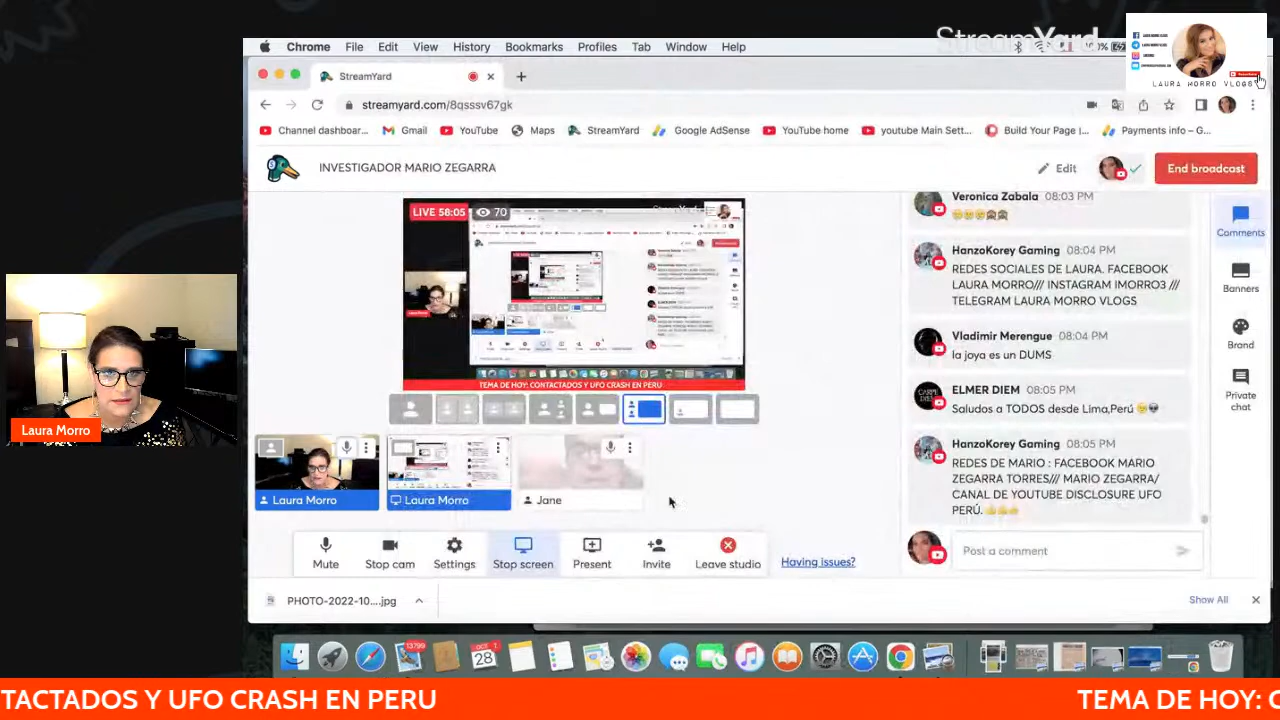 StreamYard
LAURA MORRO VLOGS
Chrome File Edit View History Bookmarks Profiles Tab Window Help
StreamYard
streamyard.com/8qsssv67gk
Channel dashboar... Gmail YouTube Maps StreamYard Google AdSense YouTube home youtube Main Sett... Build Your Page |... Payments info – G...
INVESTIGADOR MARIO ZEGARRA
Edit
End broadcast
LIVE 58:05 70
TEMA DE HOY: CONTACTADOS Y UFO CRASH EN PERU
Laura Morro
Laura Morro
Jane
Mute
Stop cam
Settings
Stop screen
Present
Invite
Leave studio
Having issues?
Veronica Zabala 08:03 PM
HanzoKorey Gaming 08:04 PM
REDES SOCIALES DE LAURA. FACEBOOK
LAURA MORRO/// INSTAGRAM LMORRO3 ///
TELEGRAM LAURA MORRO VLOGS
Vladimir Merengue 08:04 PM
la joya es un DUMS
ELMER DIEM 08:05 PM
Saludos a TODOS desde Lima,Perú
HanzoKorey Gaming 08:05 PM
REDES DE MARIO : FACEBOOK MARIO
ZEGARRA TORRES/// MARIO ZEGARRA/
CANAL DE YOUTUBE DISCLOSURE UFO
PERÚ.
Post a comment
Comments
Banners
Brand
Private
chat
PHOTO-2022-10....jpg
Show All
Laura Morro
13799
OCT
28
TACTADOS Y UFO CRASH EN PERU
TEMA DE HOY: C